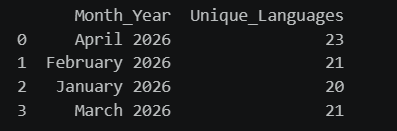 Month_Year Unique_Languages
0 April 2026 23
1 February 2026 21
2 January 2026 20
3 March 2026 21